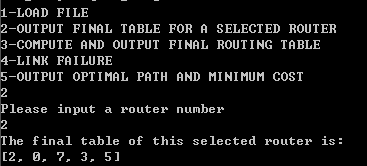 1-LOAD FILE
2-OUTPUT FINAL TABLE FOR A SELECTED ROUTER
3-COMPUTE AND OUTPUT FINAL ROUTING TABLE
4-LINK FAILURE
5-OUTPUT OPTIMAL PATH AND MINIMUM COST
2
Please input a router number
2
The final table of this selected router is:
[2, 0, 7, 3, 5]